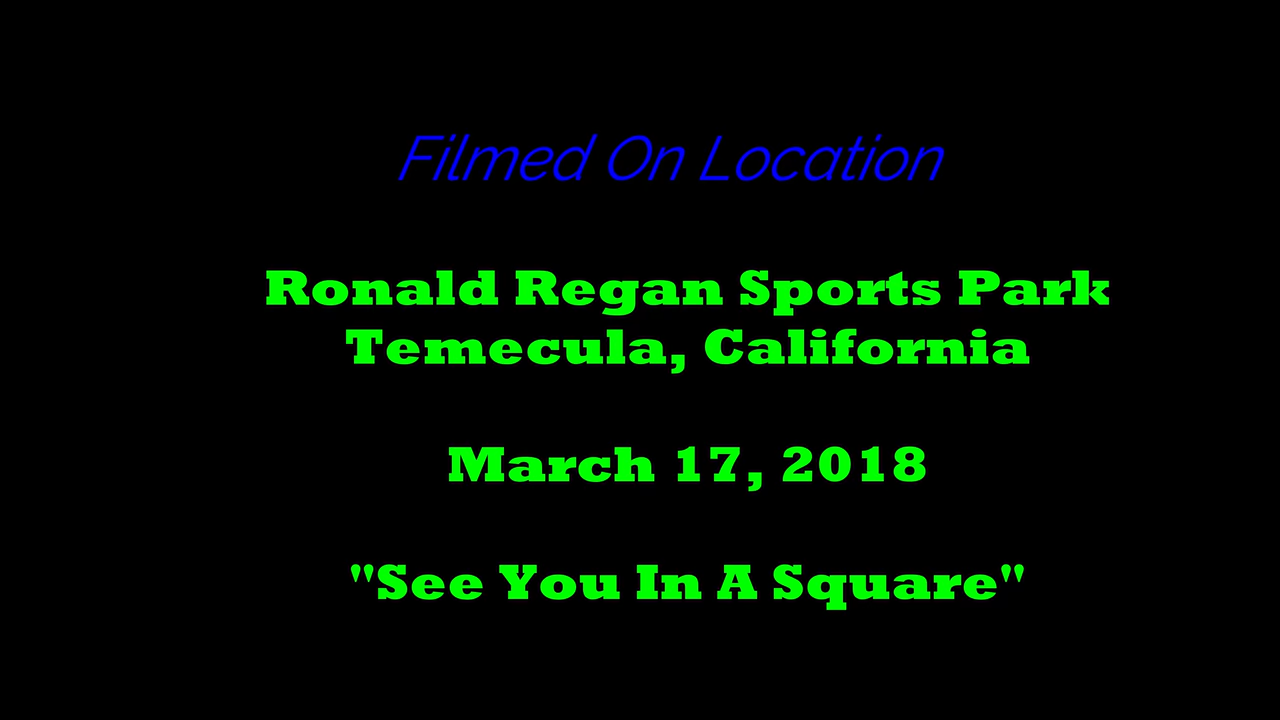 Filmed On Location
Ronald Regan Sports Park
Temecula, California
March 17, 2018
"See You In A Square"